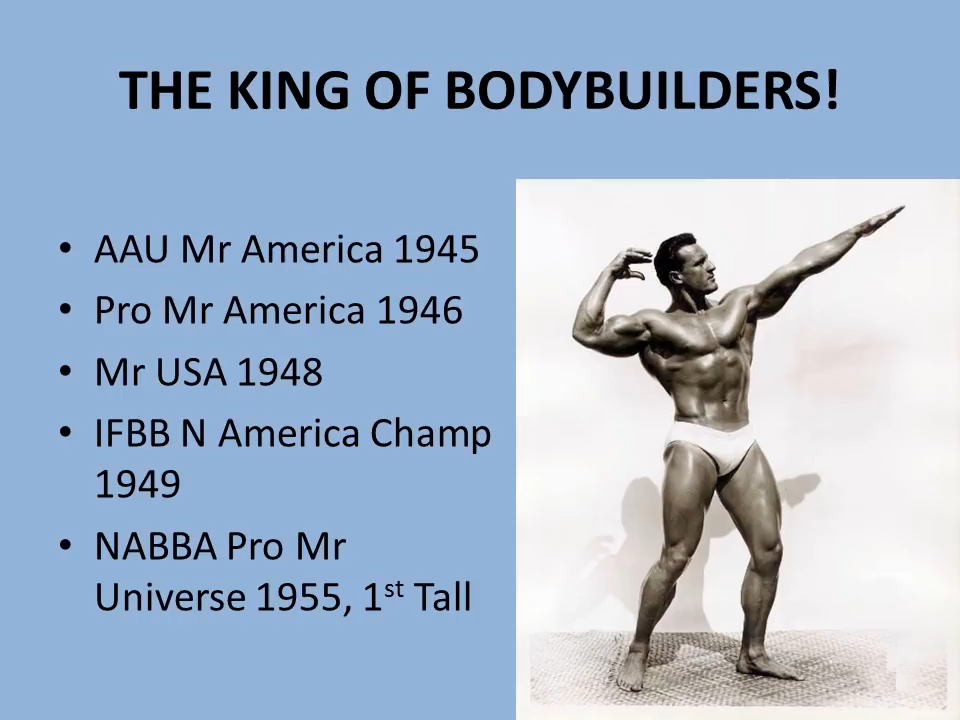 THE KING OF BODYBUILDERS!
• AAU Mr America 1945
• Pro Mr America 1946
• Mr USA 1948
• IFBB N America Champ
1949
• NABBA Pro Mr
Universe 1955, 1st Tall